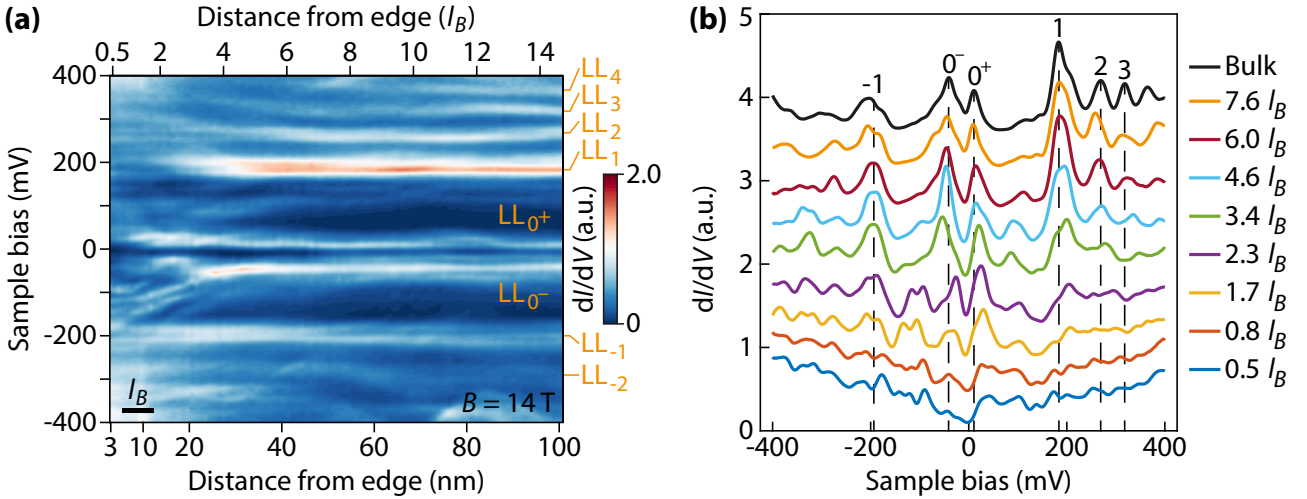 (a)
Distance from edge (l_B)
0.5 2 4 6 8 10 12 14
400
200
0
-200
-400
Sample bias (mV)
LL_4
LL_3
LL_2
LL_1
LL_0+
LL_0−
LL_-1
LL_-2
2.0
0
dI/dV (a.u.)
l_B
B = 14 T
3 10 20 40 60 80 100
Distance from edge (nm)
(b)
5
4
3
2
1
0
dI/dV (a.u.)
-1 0⁻ 0⁺ 1 2 3
-400 -200 0 200 400
Sample bias (mV)
Bulk
7.6 l_B
6.0 l_B
4.6 l_B
3.4 l_B
2.3 l_B
1.7 l_B
0.8 l_B
0.5 l_B